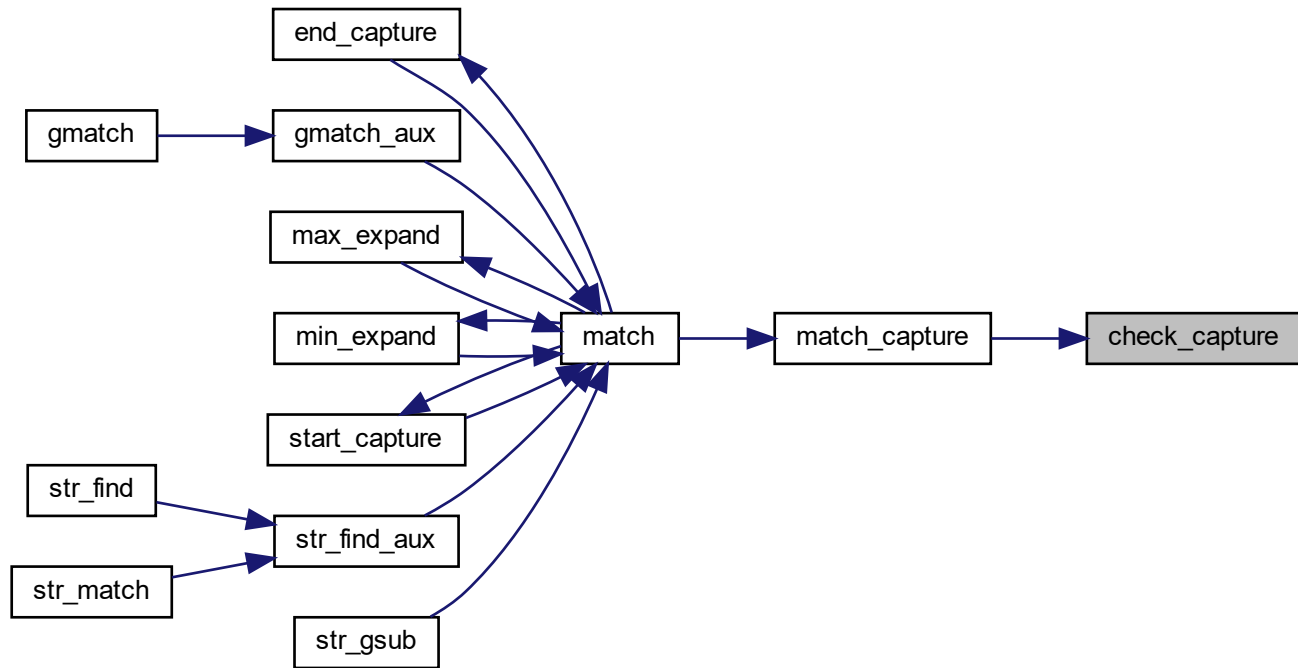 end_capture
gmatch
gmatch_aux
max_expand
min_expand
match
match_capture
check_capture
start_capture
str_find
str_find_aux
str_match
str_gsub